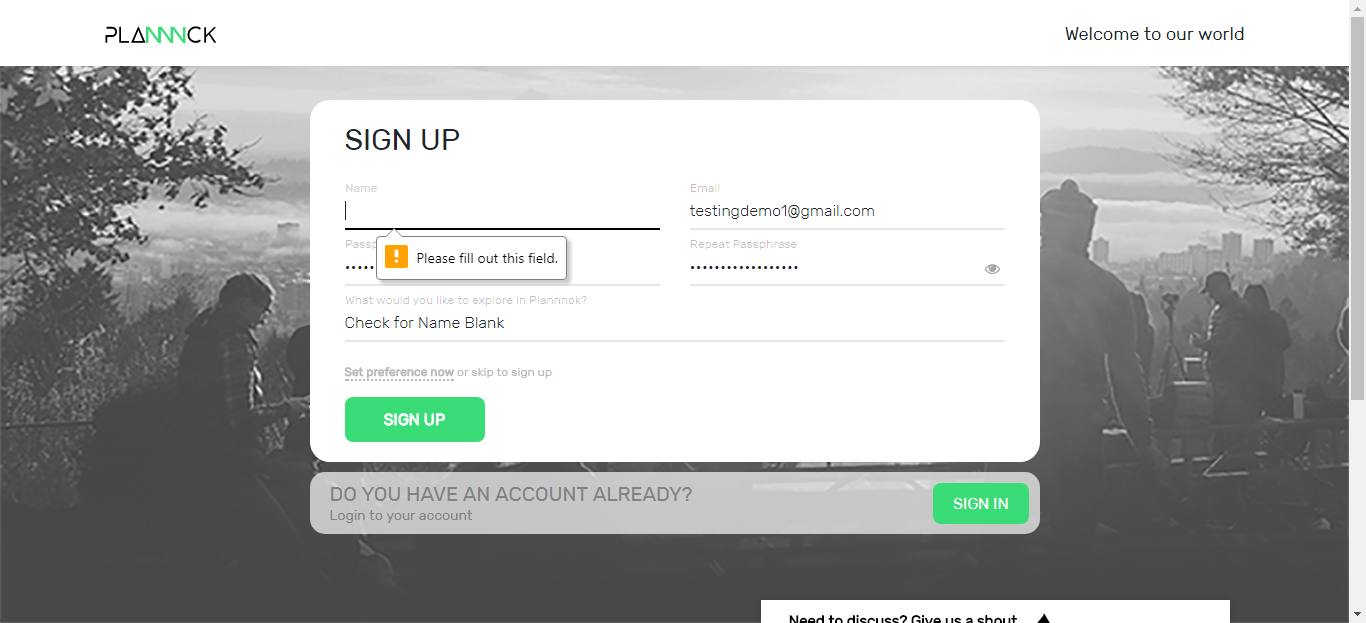 PLANNNCK
Welcome to our world
SIGN UP
Name
Email
testingdemo1@gmail.com
Please fill out this field.
Repeat Passphrase
What would you like to explore in Plannnok?
Check for Name Blank
Set preference now or skip to sign up
SIGN UP
DO YOU HAVE AN ACCOUNT ALREADY?
Login to your account
SIGN IN
Need to discuss? Give us a shout